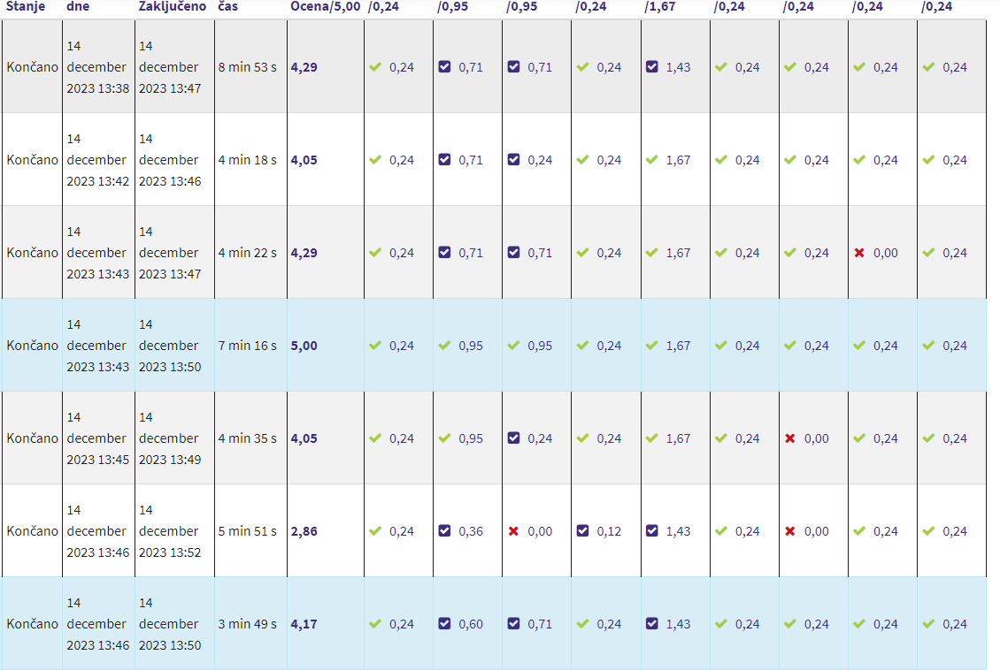 Stanje dne Zaključeno čas Ocena/5,00 /0,24 /0,95 /0,95 /0,24 /1,67 /0,24 /0,24 /0,24 /0,24
Končano 14 december 2023 13:38 14 december 2023 13:47 8 min 53 s 4,29 0,24 0,71 0,71 0,24 1,43 0,24 0,24 0,24 0,24
Končano 14 december 2023 13:42 14 december 2023 13:46 4 min 18 s 4,05 0,24 0,71 0,24 0,24 1,67 0,24 0,24 0,24 0,24
Končano 14 december 2023 13:43 14 december 2023 13:47 4 min 22 s 4,29 0,24 0,71 0,71 0,24 1,67 0,24 0,24 0,00 0,24
Končano 14 december 2023 13:43 14 december 2023 13:50 7 min 16 s 5,00 0,24 0,95 0,95 0,24 1,67 0,24 0,24 0,24 0,24
Končano 14 december 2023 13:45 14 december 2023 13:49 4 min 35 s 4,05 0,24 0,95 0,24 0,24 1,67 0,24 0,00 0,24 0,24
Končano 14 december 2023 13:46 14 december 2023 13:52 5 min 51 s 2,86 0,24 0,36 0,00 0,12 1,43 0,24 0,00 0,24 0,24
Končano 14 december 2023 13:46 14 december 2023 13:50 3 min 49 s 4,17 0,24 0,60 0,71 0,24 1,43 0,24 0,24 0,24 0,24